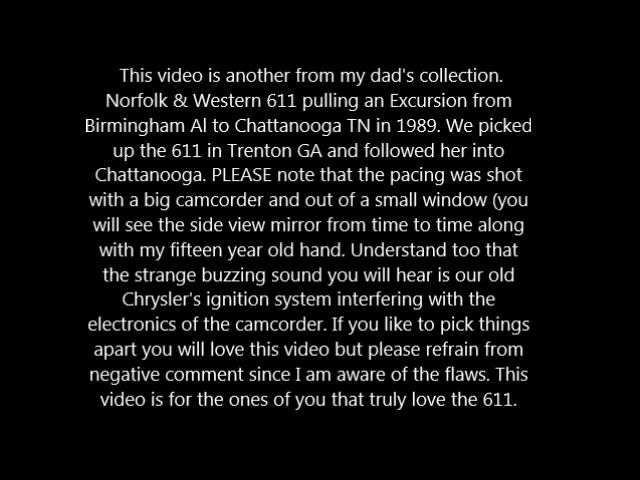 This video is another from my dad's collection.
Norfolk & Western 611 pulling an Excursion from
Birmingham Al to Chattanooga TN in 1989. We picked
up the 611 in Trenton GA and followed her into
Chattanooga. PLEASE note that the pacing was shot
with a big camcorder and out of a small window (you
will see the side view mirror from time to time along
with my fifteen year old hand. Understand too that
the strange buzzing sound you will hear is our old
Chrysler's ignition system interfering with the
electronics of the camcorder. If you like to pick things
apart you will love this video but please refrain from
negative comment since I am aware of the flaws. This
video is for the ones of you that truly love the 611.